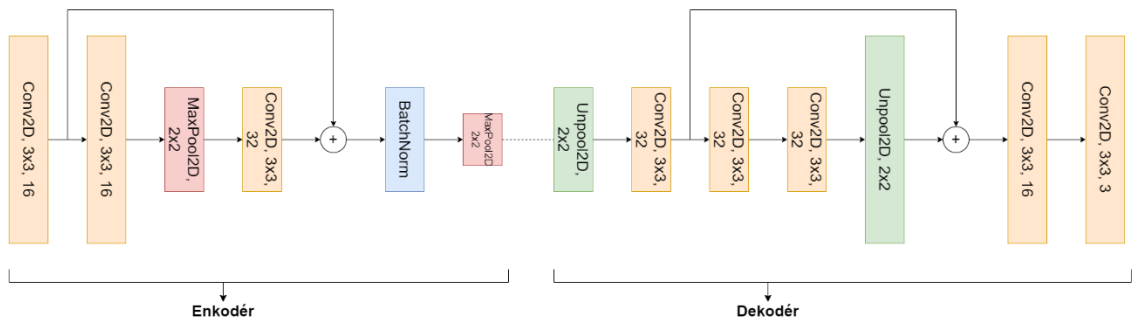 Conv2D, 3x3, 16
Conv2D, 3x3, 16
MaxPool2D,
2x2
Conv2D, 3x3,
32
+
BatchNorm
MaxPool2D
2x2
Unpool2D,
2x2
Conv2D, 3x3,
32
Conv2D, 3x3,
32
Conv2D, 3x3,
32
Unpool2D, 2x2
+
Conv2D, 3x3, 16
Conv2D, 3x3, 3
Enkodér
Dekodér